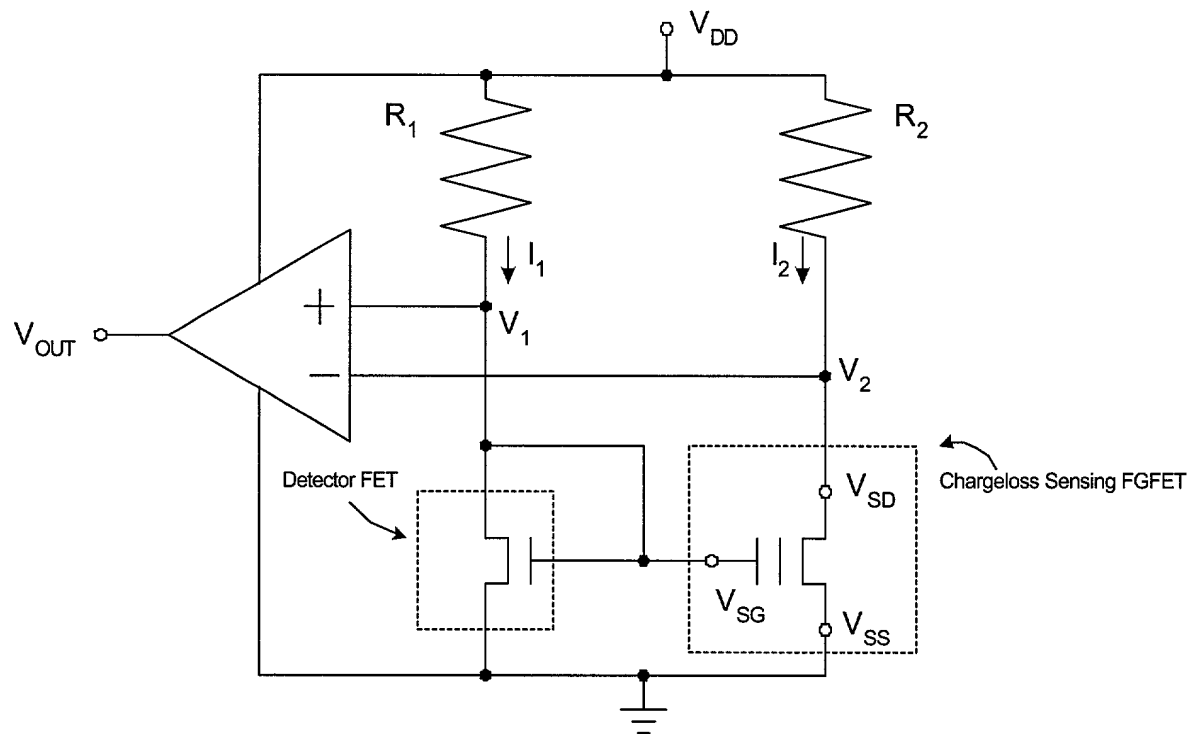 V_DD
R_1
R_2
I_1
I_2
+
V_1
V_OUT
−
V_2
Detector FET
V_SD
Chargeless Sensing FGFET
V_SG
V_SS